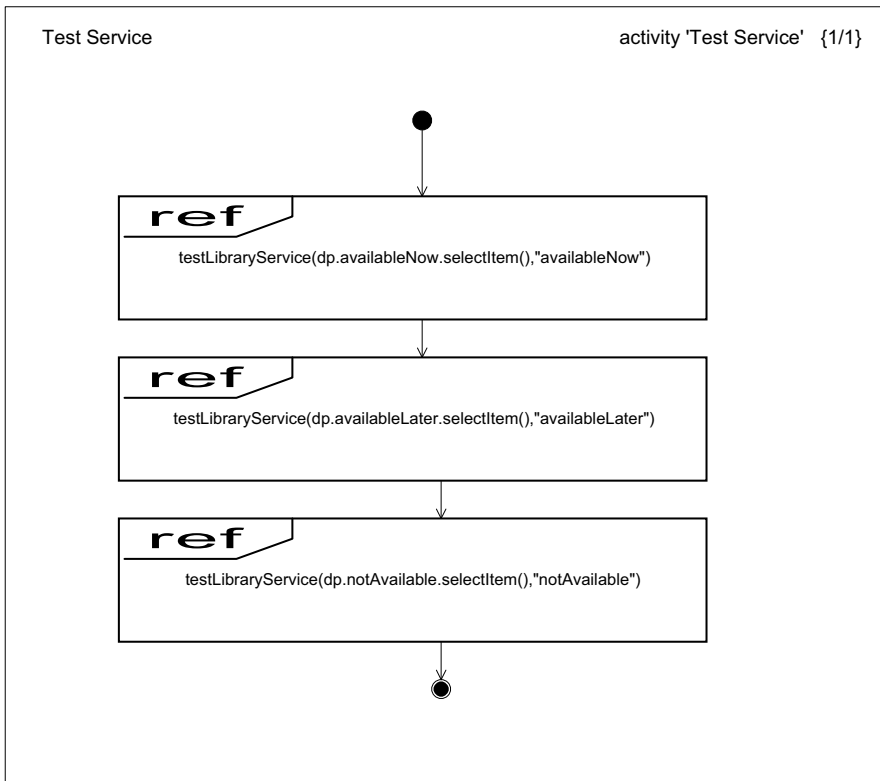 Test Service
activity 'Test Service' {1/1}
ref
testLibraryService(dp.availableNow.selectItem(),"availableNow")
ref
testLibraryService(dp.availableLater.selectItem(),"availableLater")
ref
testLibraryService(dp.notAvailable.selectItem(),"notAvailable")